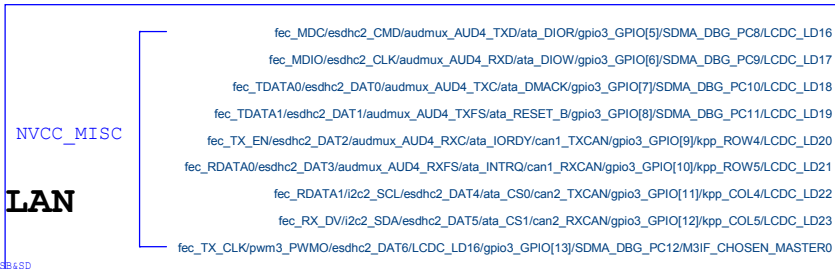 fec_MDC/esdhc2_CMD/audmux_AUD4_TXD/ata_DIOR/gpio3_GPIO[5]/SDMA_DBG_PC8/LCDC_LD16
fec_MDIO/esdhc2_CLK/audmux_AUD4_RXD/ata_DIOW/gpio3_GPIO[6]/SDMA_DBG_PC9/LCDC_LD17
fec_TDATA0/esdhc2_DAT0/audmux_AUD4_TXC/ata_DMACK/gpio3_GPIO[7]/SDMA_DBG_PC10/LCDC_LD18
fec_TDATA1/esdhc2_DAT1/audmux_AUD4_TXFS/ata_RESET_B/gpio3_GPIO[8]/SDMA_DBG_PC11/LCDC_LD19
NVCC_MISC
fec_TX_EN/esdhc2_DAT2/audmux_AUD4_RXC/ata_IORDY/can1_TXCAN/gpio3_GPIO[9]/kpp_ROW4/LCDC_LD20
fec_RDATA0/esdhc2_DAT3/audmux_AUD4_RXFS/ata_INTRQ/can1_RXCAN/gpio3_GPIO[10]/kpp_ROW5/LCDC_LD21
fec_RDATA1/i2c2_SCL/esdhc2_DAT4/ata_CS0/can2_TXCAN/gpio3_GPIO[11]/kpp_COL4/LCDC_LD22
LAN
fec_RX_DV/i2c2_SDA/esdhc2_DAT5/ata_CS1/can2_RXCAN/gpio3_GPIO[12]/kpp_COL5/LCDC_LD23
fec_TX_CLK/pwm3_PWMO/esdhc2_DAT6/LCDC_LD16/gpio3_GPIO[13]/SDMA_DBG_PC12/M3IF_CHOSEN_MASTER0
SB&SD